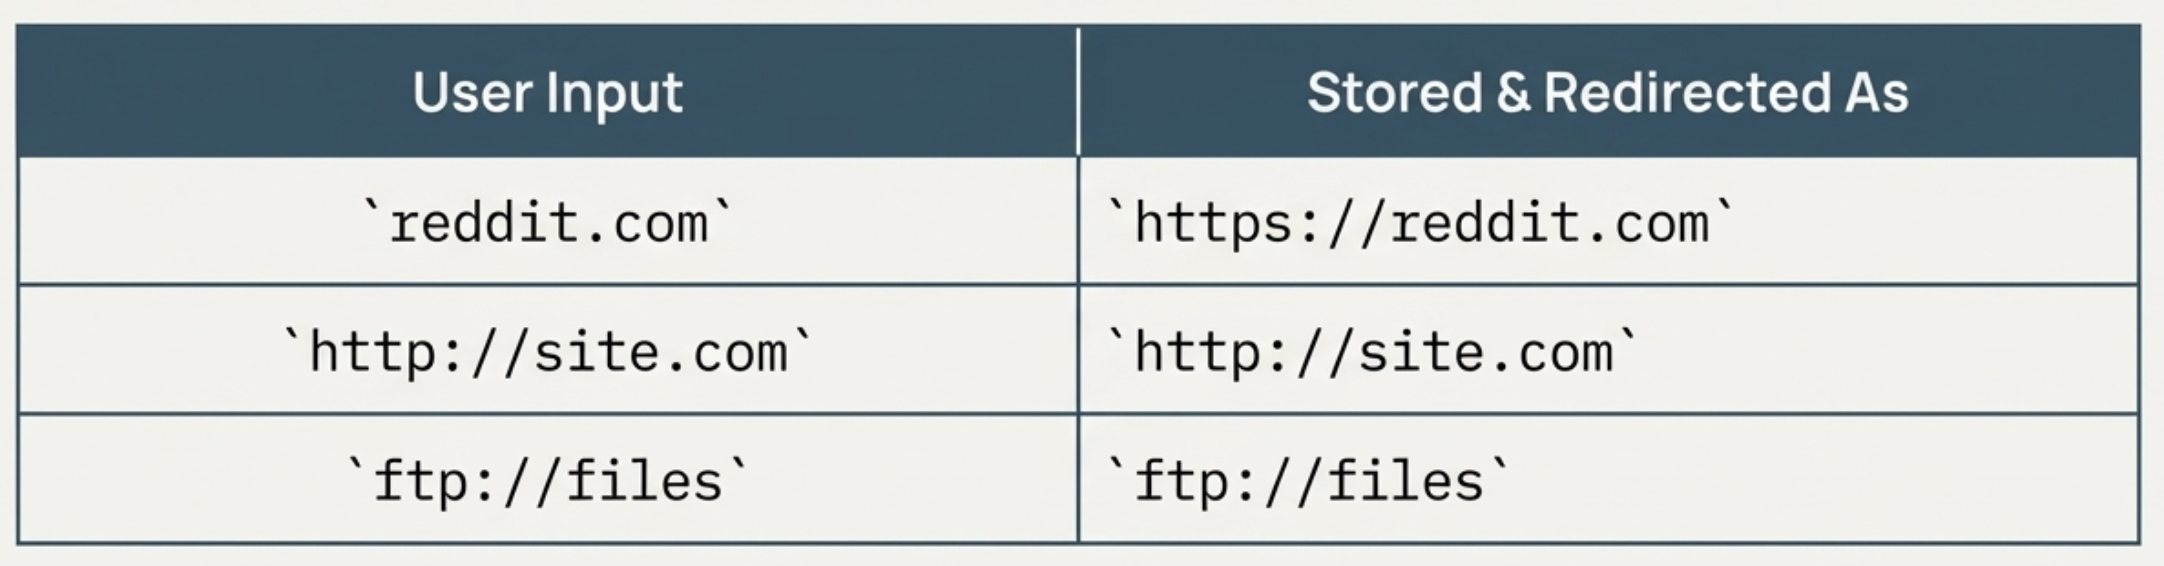 User Input
Stored & Redirected As
`reddit.com`
`https://reddit.com`
`http://site.com`
`http://site.com`
`ftp://files`
`ftp://files`